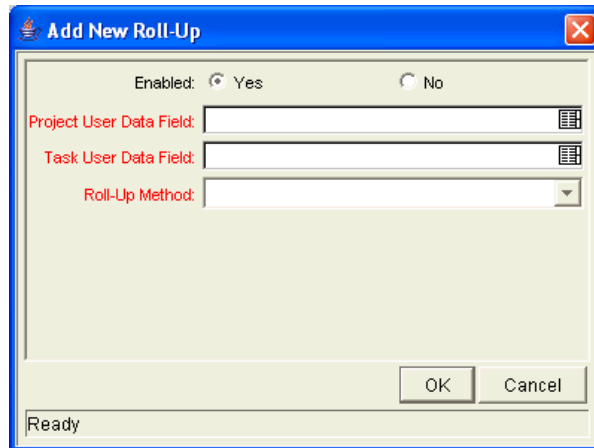 Add New Roll-Up
Enabled: Yes No
Project User Data Field:
Task User Data Field:
Roll-Up Method:
OK Cancel
Ready